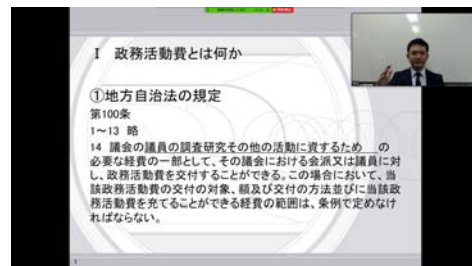 Ⅰ 政務活動費とは何か
①地方自治法の規定
第100条
1～13 略
14 議会の議員の調査研究その他の活動に資するため の
必要な経費の一部として、その議会における会派又は議員に対
し、政務活動費を交付することができる。この場合において、当
該政務活動費の交付の対象、額及び交付の方法並びに当該政
務活動費を充てることができる経費の範囲は、条例で定めなけ
ればならない。
1